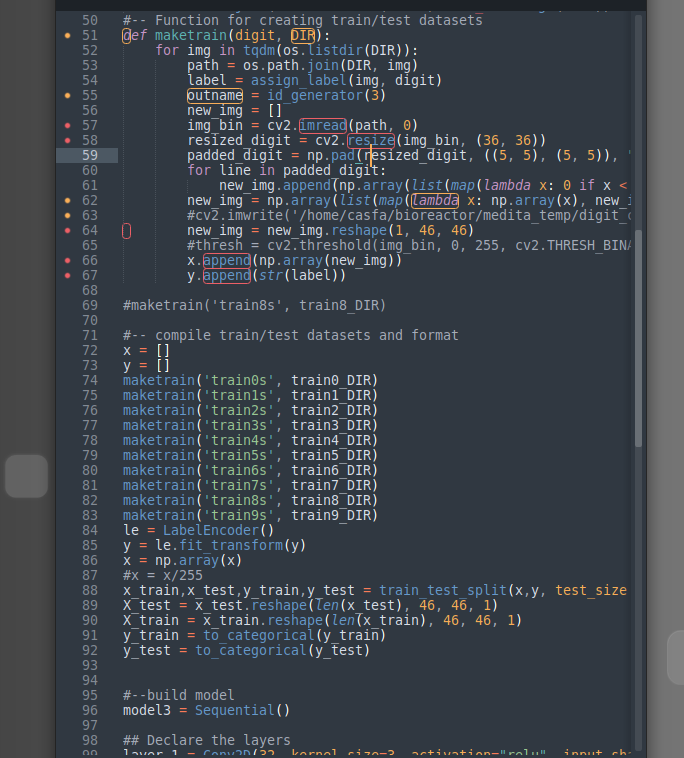 50 #-- Function for creating train/test datasets
51 def maketrain(digit, DIR):
52 for img in tqdm(os.listdir(DIR)):
53 path = os.path.join(DIR, img)
54 label = assign_label(img, digit)
55 outname = id_generator(3)
56 new_img = []
57 img_bin = cv2.imread(path, 0)
58 resized_digit = cv2.resize(img_bin, (36, 36))
59 padded_digit = np.pad(resized_digit, ((5, 5), (5, 5)), '
60 for line in padded_digit:
61 new_img.append(np.array(list(map(lambda x: 0 if x <
62 new_img = np.array(list(map(lambda x: np.array(x), new_i
63 #cv2.imwrite('/home/casfa/bioreactor/medita_temp/digit_
64 new_img = new_img.reshape(1, 46, 46)
65 #thresh = cv2.threshold(img_bin, 0, 255, cv2.THRESH_BINA
66 x.append(np.array(new_img))
67 y.append(str(label))
68
69 #maketrain('train8s', train8_DIR)
70
71 #-- compile train/test datasets and format
72 x = []
73 y = []
74 maketrain('train0s', train0_DIR)
75 maketrain('train1s', train1_DIR)
76 maketrain('train2s', train2_DIR)
77 maketrain('train3s', train3_DIR)
78 maketrain('train4s', train4_DIR)
79 maketrain('train5s', train5_DIR)
80 maketrain('train6s', train6_DIR)
81 maketrain('train7s', train7_DIR)
82 maketrain('train8s', train8_DIR)
83 maketrain('train9s', train9_DIR)
84 le = LabelEncoder()
85 y = le.fit_transform(y)
86 x = np.array(x)
87 #x = x/255
88 x_train,x_test,y_train,y_test = train_test_split(x,y, test_size
89 X_test = x_test.reshape(len(x_test), 46, 46, 1)
90 X_train = x_train.reshape(len(x_train), 46, 46, 1)
91 y_train = to_categorical(y_train)
92 y_test = to_categorical(y_test)
93
94
95 #--build model
96 model3 = Sequential()
97
98 ## Declare the layers
99 layer_1 = Conv2D(32, kernel_size=3, activation="relu", input_sh